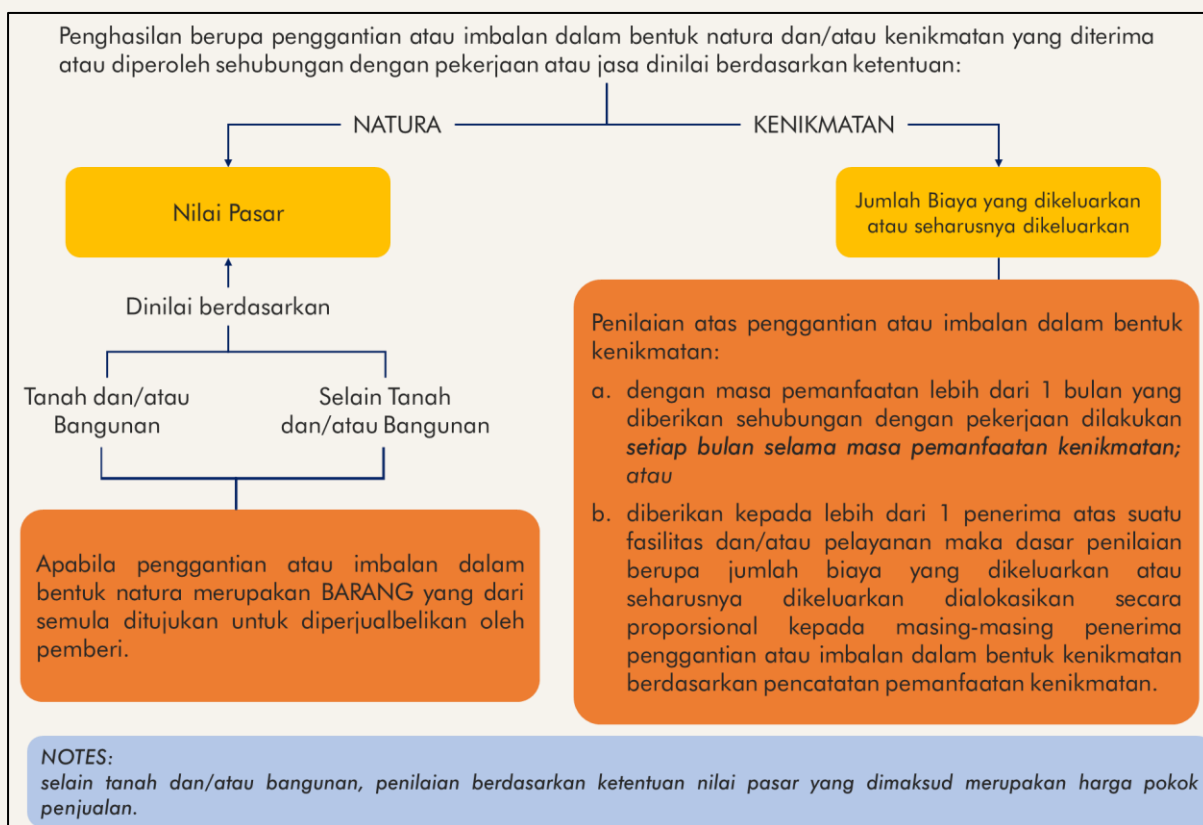 Penghasilan berupa penggantian atau imbalan dalam bentuk natura dan/atau kenikmatan yang diterima
atau diperoleh sehubungan dengan pekerjaan atau jasa dinilai berdasarkan ketentuan:
NATURA
KENIKMATAN
Nilai Pasar
Jumlah Biaya yang dikeluarkan
atau seharusnya dikeluarkan
Dinilai berdasarkan
Tanah dan/atau
Bangunan
Selain Tanah
dan/atau Bangunan
Apabila penggantian atau imbalan dalam
bentuk natura merupakan BARANG yang dari
semula ditujukan untuk diperjualbelikan oleh
pemberi.
Penilaian atas penggantian atau imbalan dalam bentuk
kenikmatan:
a. dengan masa pemanfaatan lebih dari 1 bulan yang
diberikan sehubungan dengan pekerjaan dilakukan
setiap bulan selama masa pemanfaatan kenikmatan;
atau
b. diberikan kepada lebih dari 1 penerima atas suatu
fasilitas dan/atau pelayanan maka dasar penilaian
berupa jumlah biaya yang dikeluarkan atau
seharusnya dikeluarkan dialokasikan secara
proporsional kepada masing-masing penerima
penggantian atau imbalan dalam bentuk kenikmatan
berdasarkan pencatatan pemanfaatan kenikmatan.
NOTES:
selain tanah dan/atau bangunan, penilaian berdasarkan ketentuan nilai pasar yang dimaksud merupakan harga pokok
penjualan.